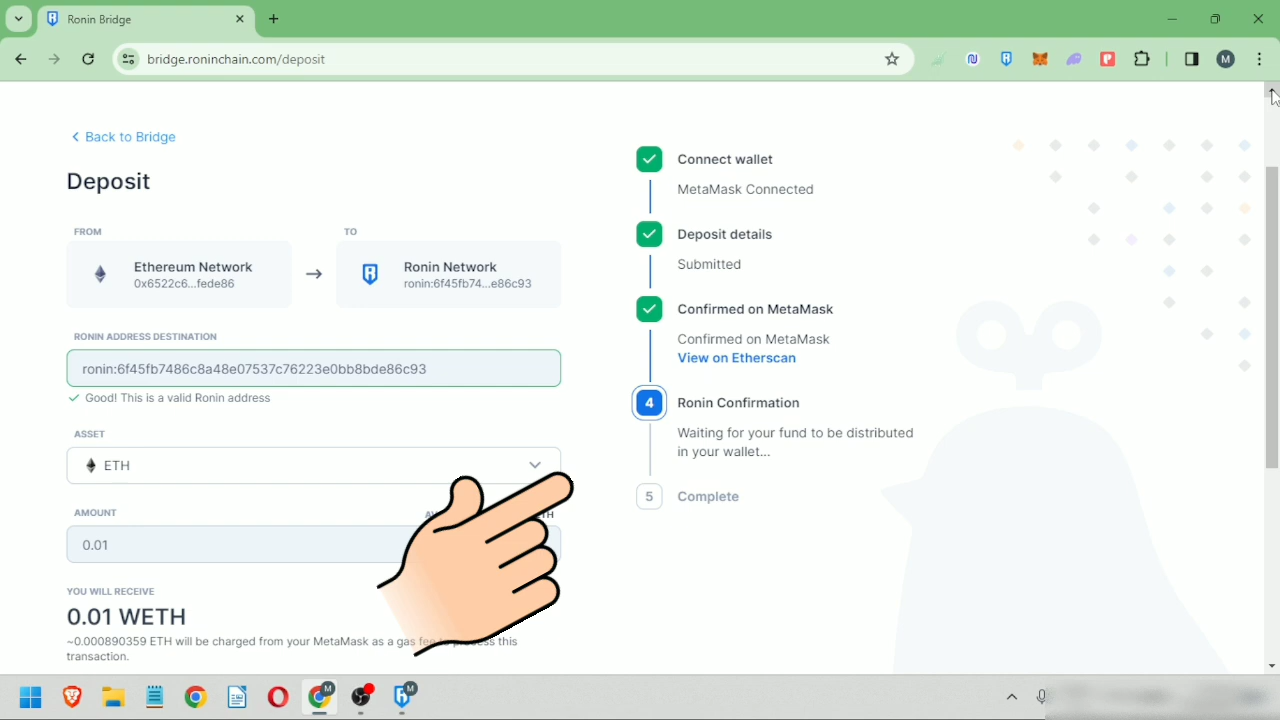 Ronin Bridge
bridge.roninchain.com/deposit
M
Back to Bridge
Deposit
FROM
TO
Ethereum Network
0x6522c6...fede86
Ronin Network
ronin:6f45fb74...e86c93
RONIN ADDRESS DESTINATION
ronin:6f45fb7486c8a48e07537c76223e0bb8bde86c93
Good! This is a valid Ronin address
ASSET
ETH
AMOUNT
0.01
YOU WILL RECEIVE
0.01 WETH
~0.000890359 ETH will be charged from your MetaMask as a gas fee to process this
transaction.
Connect wallet
MetaMask Connected
Deposit details
Submitted
Confirmed on MetaMask
Confirmed on MetaMask
View on Etherscan
4
Ronin Confirmation
Waiting for your fund to be distributed
in your wallet...
5
Complete
M
M